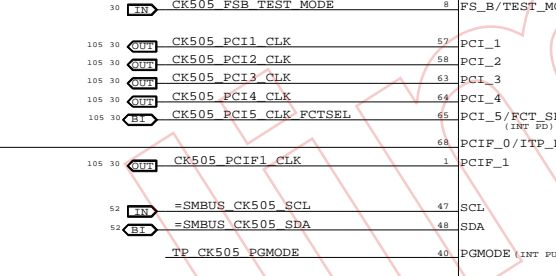 30 IN CK505_FSB_TEST_MODE 8 FS_B/TEST_MO
105 30 OUT CK505_PCI1_CLK 57 PCI_1
105 30 OUT CK505_PCI2_CLK 58 PCI_2
105 30 OUT CK505_PCI3_CLK 63 PCI_3
105 30 OUT CK505_PCI4_CLK 64 PCI_4
105 30 BI CK505_PCI5_CLK_FCTSEL 65 PCI_5/FCT_SE
(INT PD)
68 PCIF_0/ITP_
105 30 OUT CK505_PCIF1_CLK 1 PCIF_1
52 IN =SMBUS_CK505_SCL 47 SCL
52 BI =SMBUS_CK505_SDA 48 SDA
TP_CK505_PGMODE 40 PGMODE (INT PU